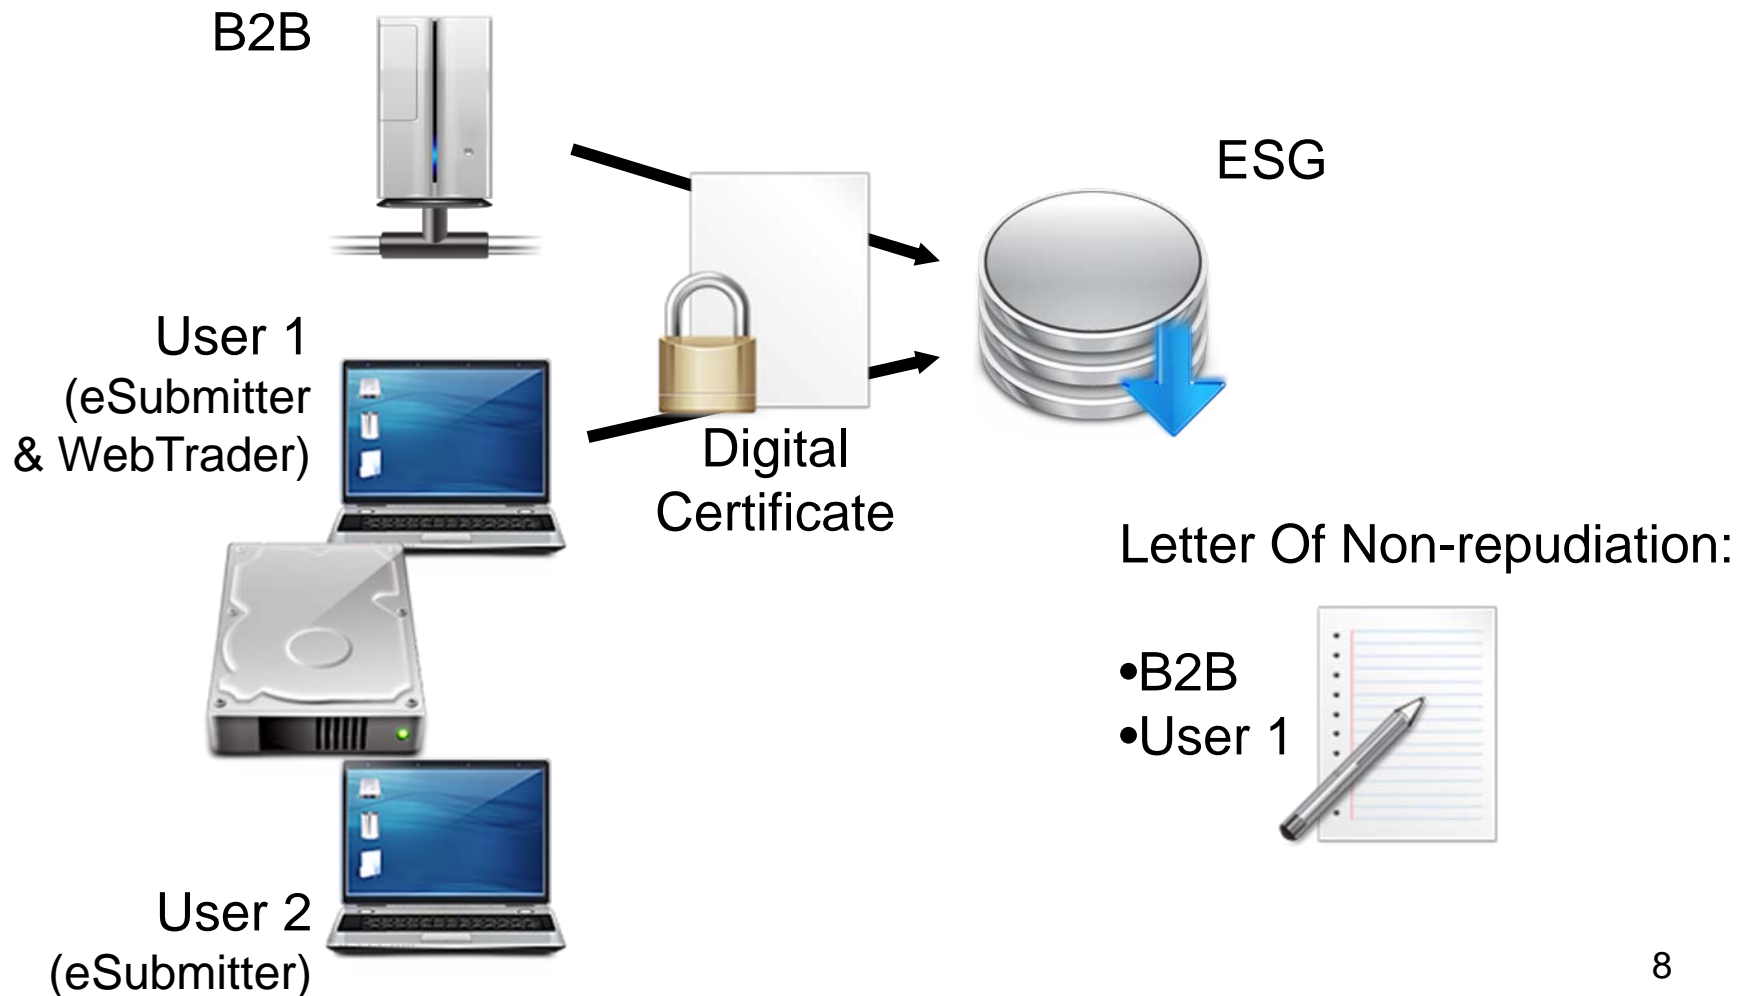 B2B
ESG
User 1
(eSubmitter
& WebTrader)
Digital
Certificate
Letter Of Non-repudiation:
•B2B
•User 1
User 2
(eSubmitter)
8